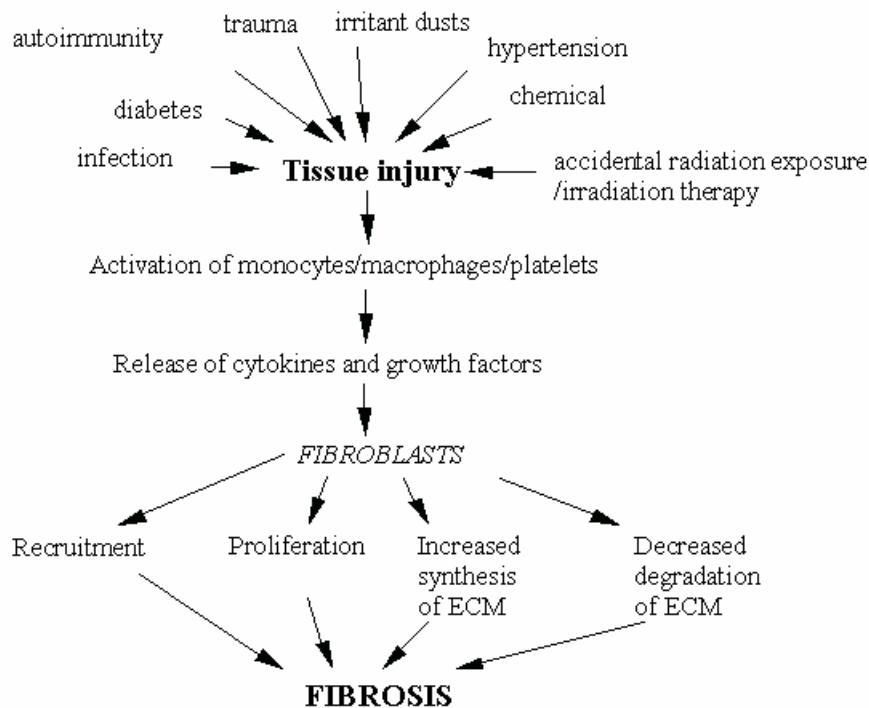 autoimmunity
trauma
irritant dusts
hypertension
diabetes
chemical
infection
Tissue injury
accidental radiation exposure
/irradiation therapy
Activation of monocytes/macrophages/platelets
Release of cytokines and growth factors
FIBROBLASTS
Recruitment
Proliferation
Increased
synthesis
of ECM
Decreased
degradation
of ECM
FIBROSIS